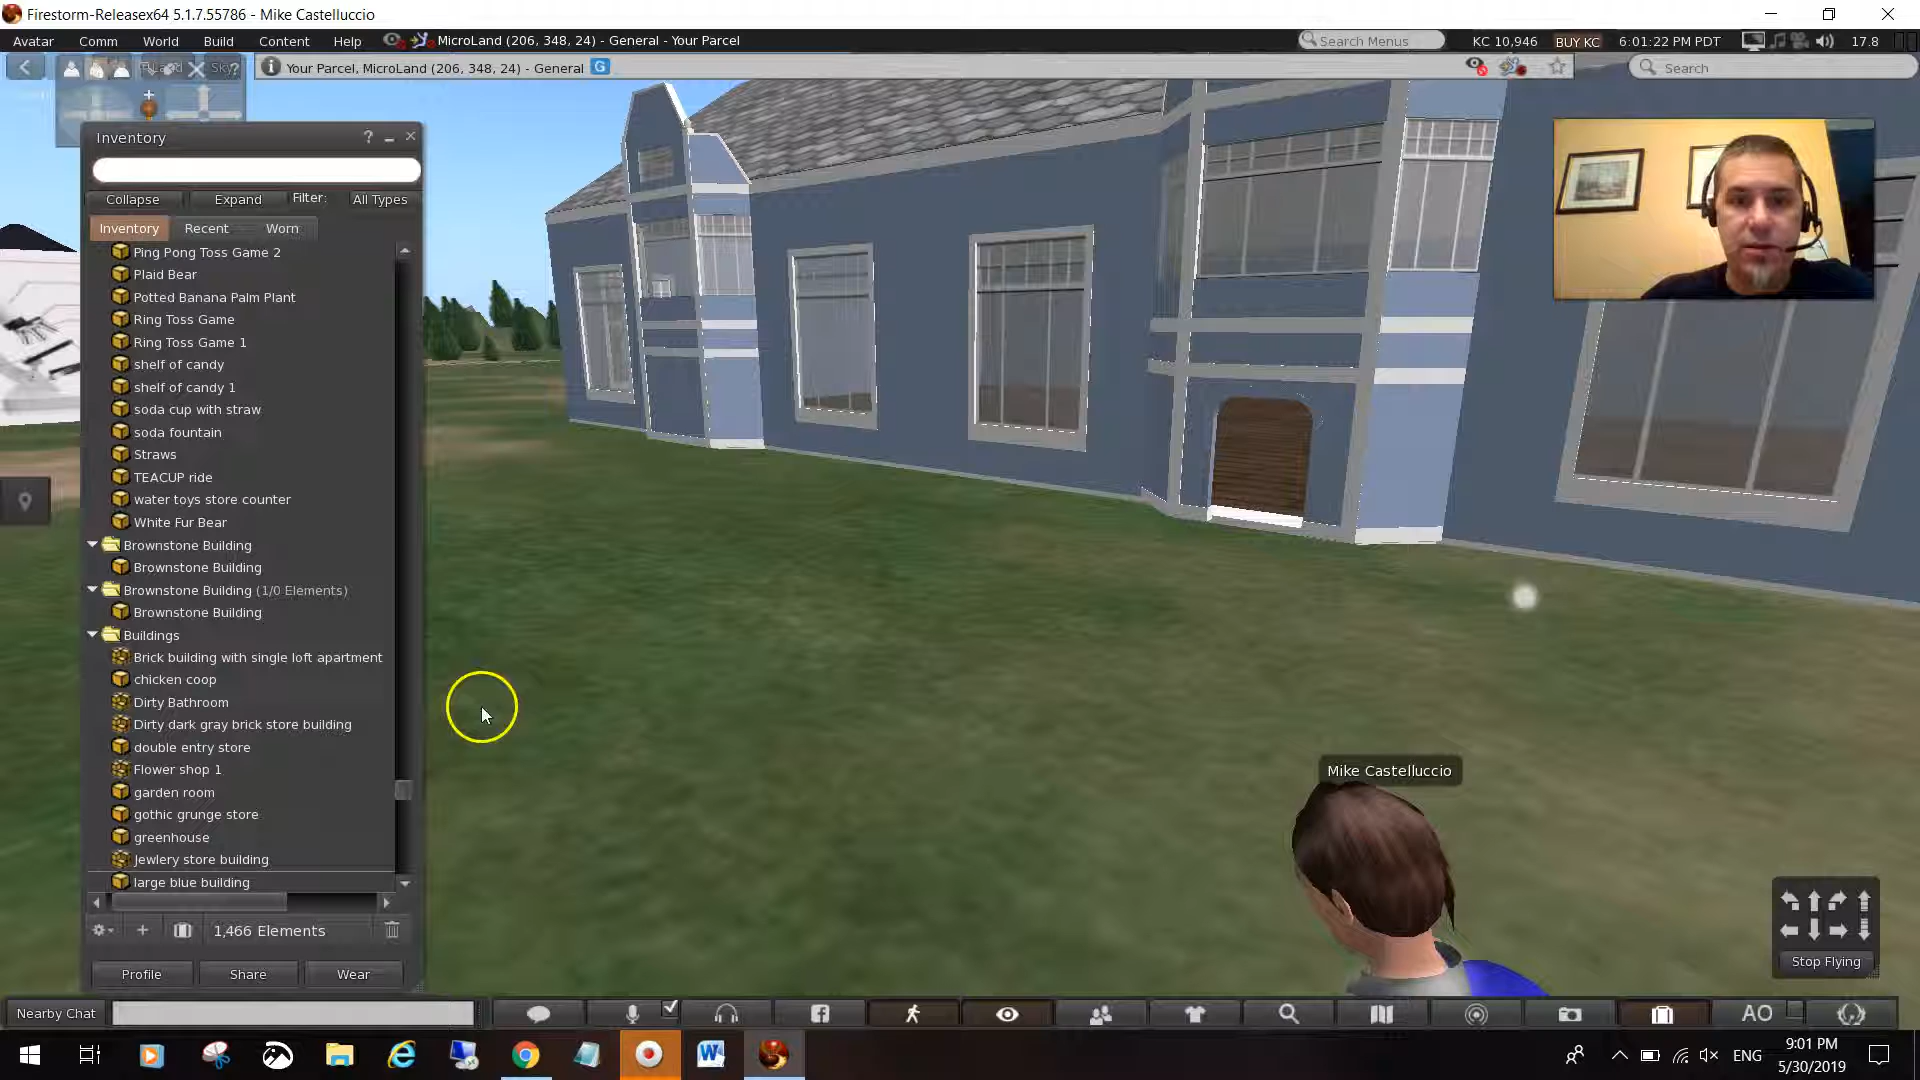 Firestorm-Releasex64 5.1.7.55786 - Mike Castelluccio
Avatar Comm World Build Content Help MicroLand (206, 348, 24) - General - Your Parcel
Search Menus KC 10,946 BUY KC 6:01:22 PM PDT 17.8
Your Parcel, MicroLand (206, 348, 24) - General G
Search
Inventory ?
Collapse Expand Filter: All Types
Inventory Recent Worn
Ping Pong Toss Game 2
Plaid Bear
Potted Banana Palm Plant
Ring Toss Game
Ring Toss Game 1
shelf of candy
shelf of candy 1
soda cup with straw
soda fountain
Straws
TEACUP ride
water toys store counter
White Fur Bear
Brownstone Building
Brownstone Building
Brownstone Building (1/0 Elements)
Brownstone Building
Buildings
Brick building with single loft apartment
chicken coop
Dirty Bathroom
Dirty dark gray brick store building
double entry store
Flower shop 1
garden room
gothic grunge store
greenhouse
Jewlery store building
large blue building
1,466 Elements
Profile Share Wear
Mike Castelluccio
Stop Flying
Nearby Chat
AO
ENG
9:01 PM
5/30/2019